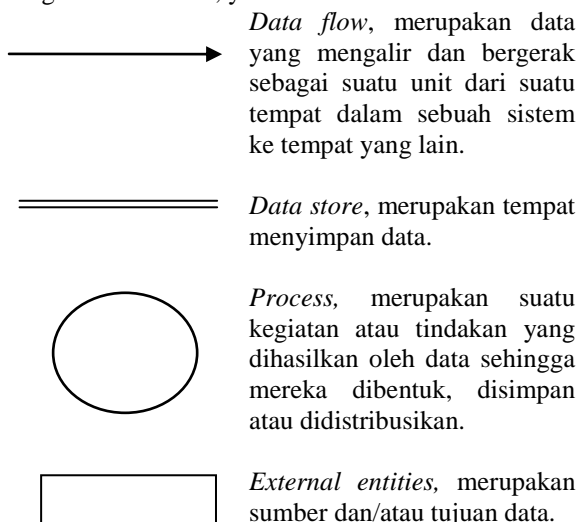 Data flow, merupakan data
yang mengalir dan bergerak
sebagai suatu unit dari suatu
tempat dalam sebuah sistem
ke tempat yang lain.
Data store, merupakan tempat
menyimpan data.
Process, merupakan suatu
kegiatan atau tindakan yang
dihasilkan oleh data sehingga
mereka dibentuk, disimpan
atau didistribusikan.
External entities, merupakan
sumber dan/atau tujuan data.